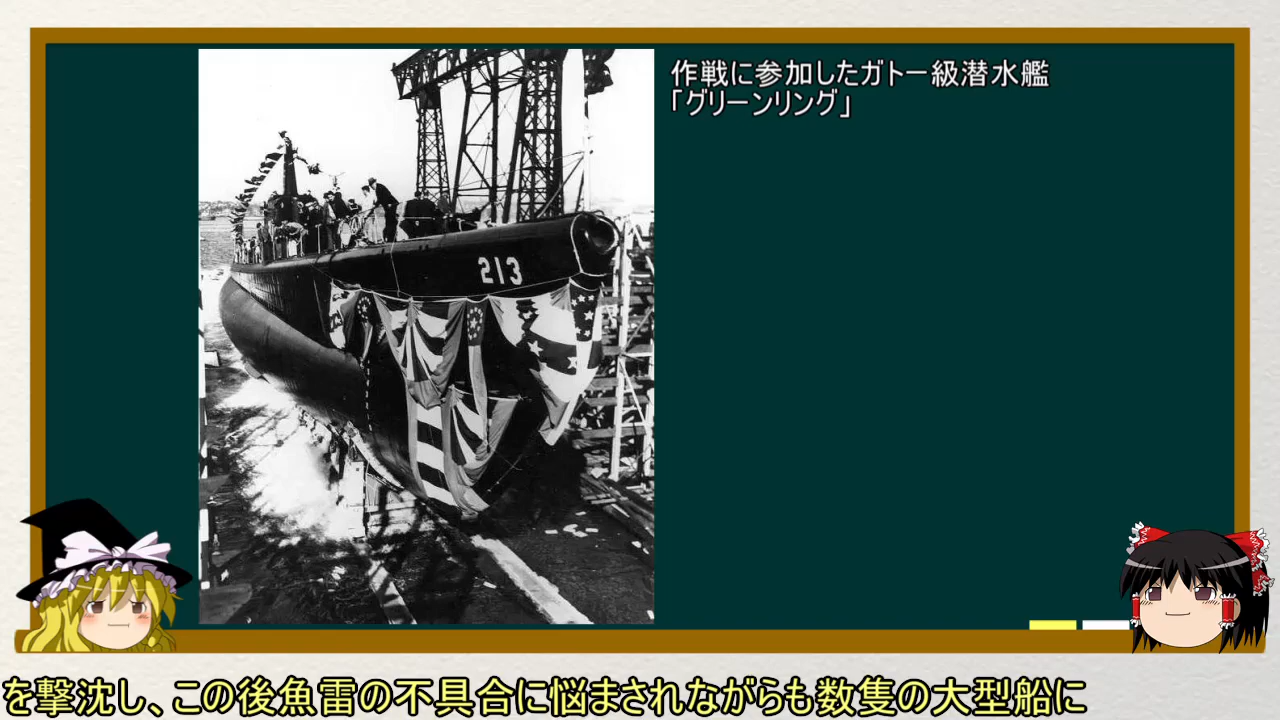 作戦に参加したガトー級潜水艦
「グリーンリング」
213
を撃沈し、この後魚雷の不具合に悩まされながらも数隻の大型船に